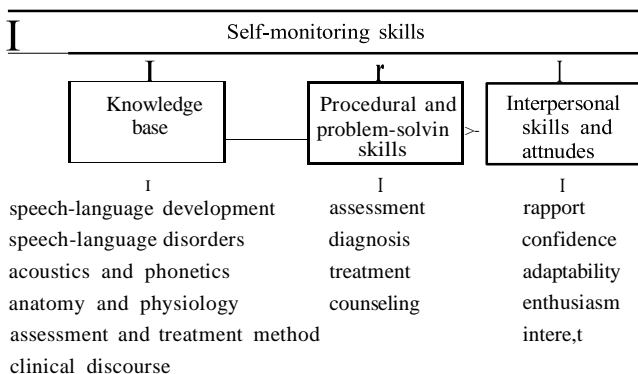 Self-monitoring skills
Knowledge
base
Procedural and
problem-solvin
skills
>-
Interpersonal
skills and
attnudes
speech-language development
speech-language disorders
acoustics and phonetics
anatomy and physiology
assessment and treatment method
clinical discourse
assessment
diagnosis
treatment
counseling
rapport
confidence
adaptability
enthusiasm
intere,t